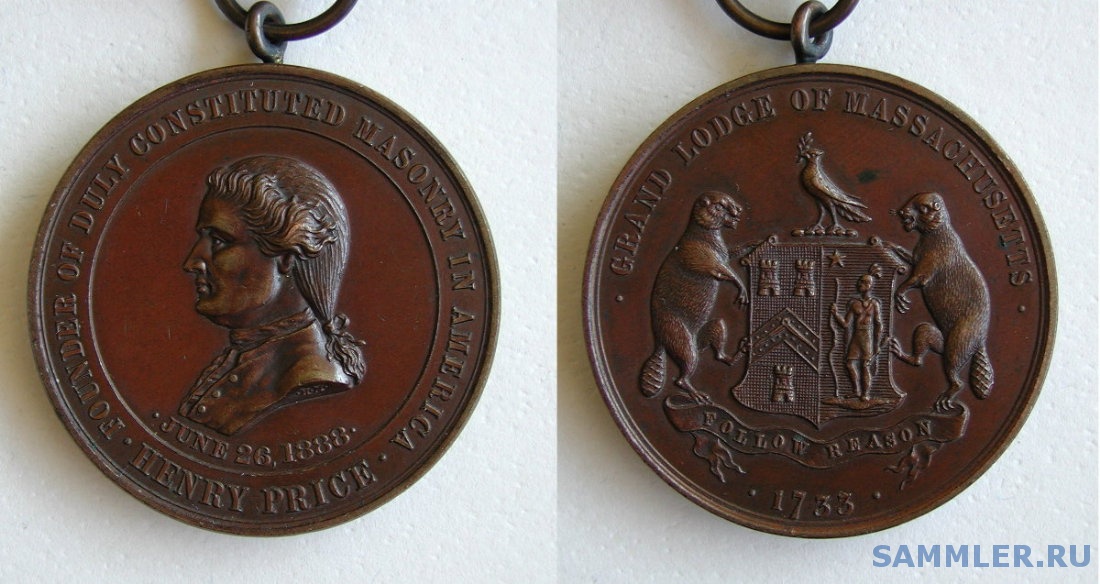 · FOUNDER OF DULY CONSTITUTED MASONRY IN AMERICA ·
· JUNE 26, 1888. ·
HENRY PRICE
· GRAND LODGE OF MASSACHUSETTS ·
FOLLOW REASON
· 1733 ·
SAMMLER.RU